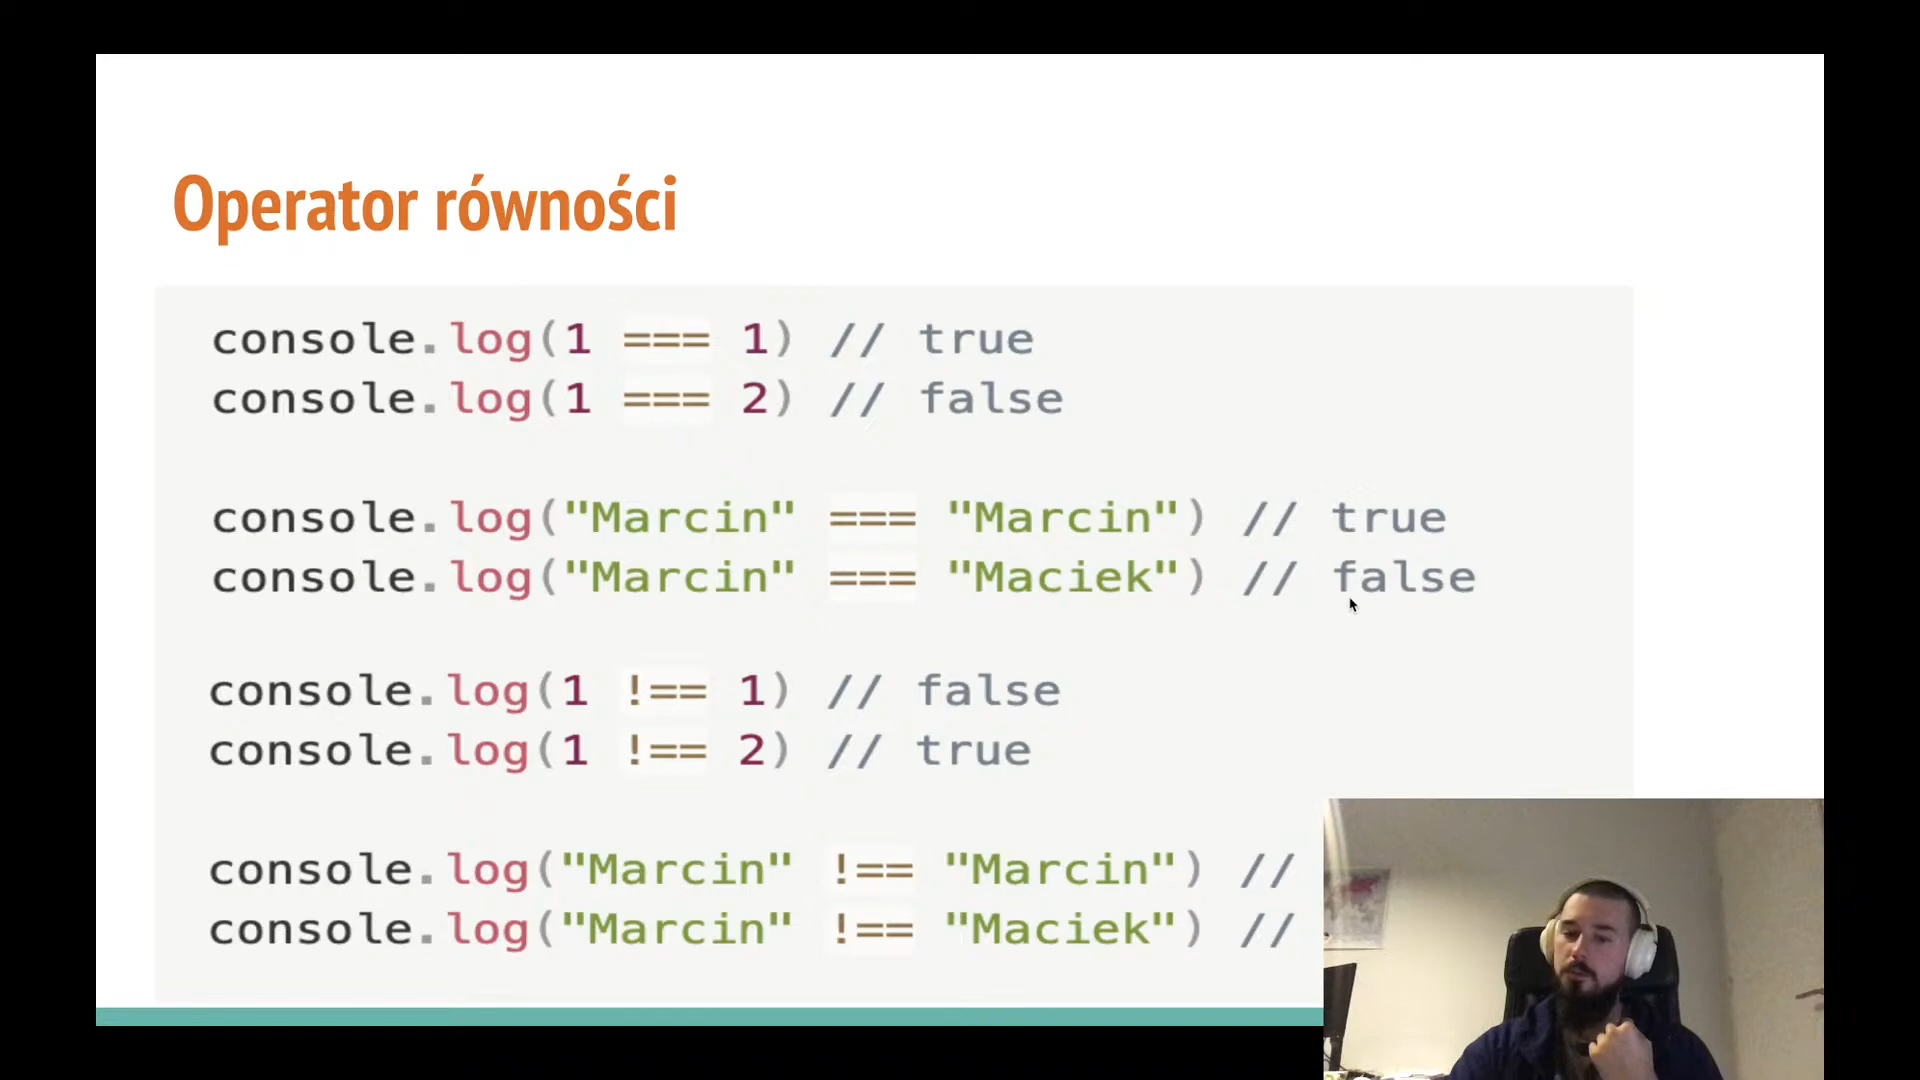 Operator równości
console.log(1 === 1) // true
console.log(1 === 2) // false
console.log("Marcin" === "Marcin") // true
console.log("Marcin" === "Maciek") // false
console.log(1 !== 1) // false
console.log(1 !== 2) // true
console.log("Marcin" !== "Marcin") //
console.log("Marcin" !== "Maciek") //